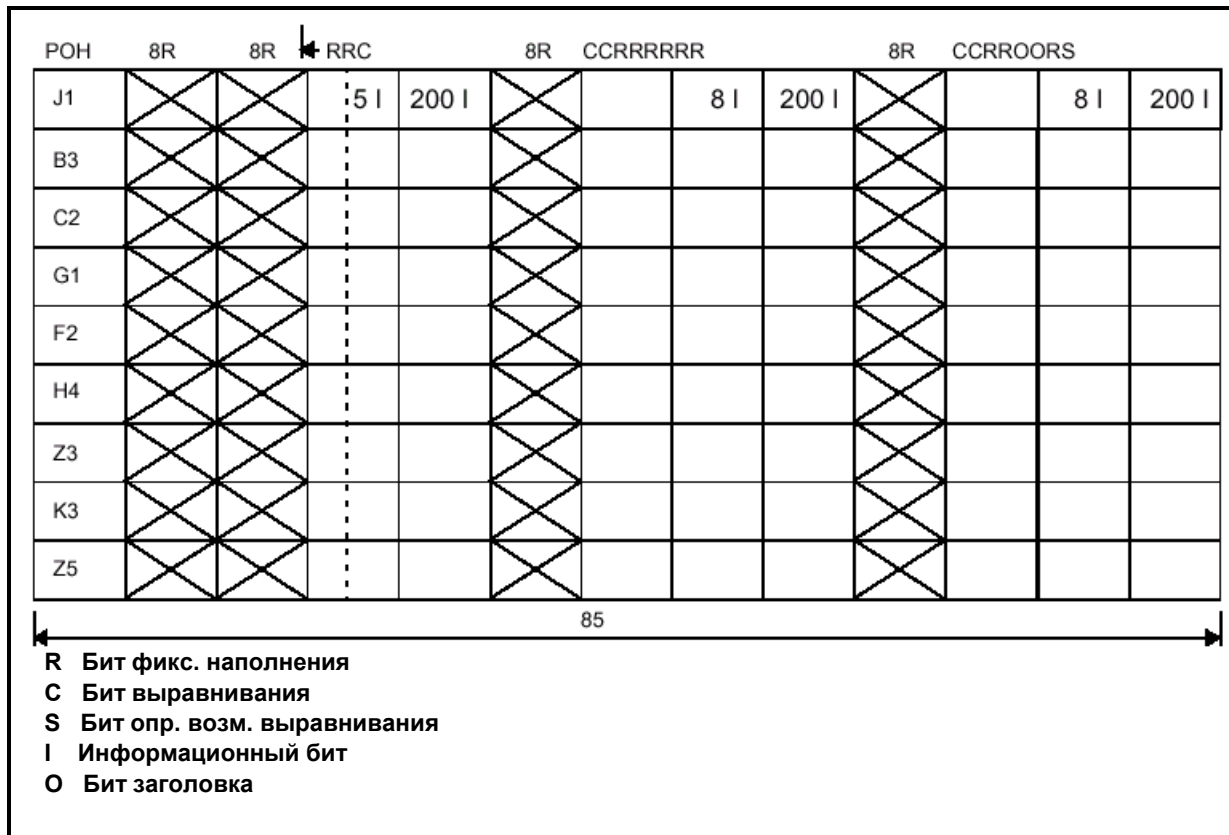 POH 8R 8R RRC 8R CCRRRRRR 8R CCRROORS
J1 5 I 200 I 8 I 200 I 8 I 200 I
B3
C2
G1
F2
H4
Z3
K3
Z5
85
R Бит фикс. наполнения
C Бит выравнивания
S Бит опр. возм. выравнивания
I Информационный бит
O Бит заголовка